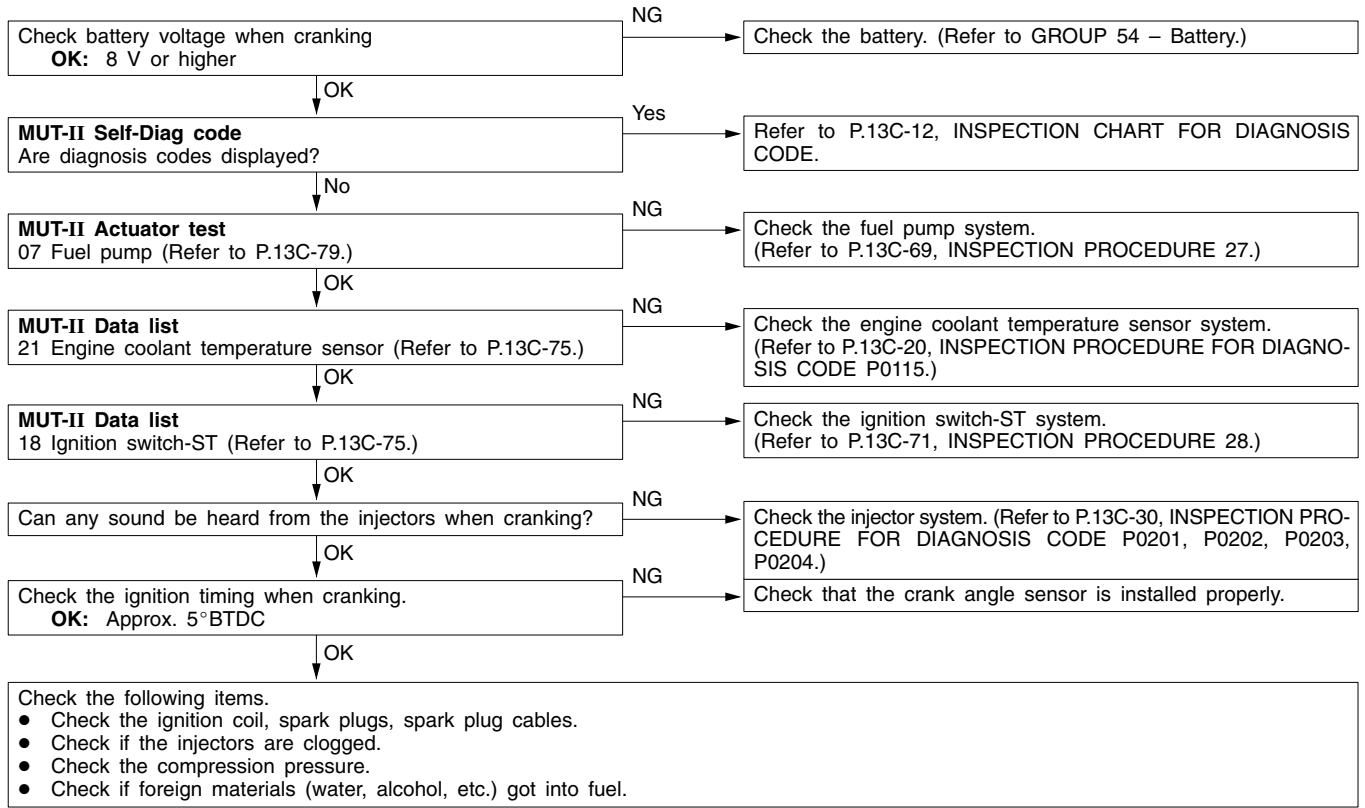 Check battery voltage when cranking
OK: 8 V or higher
NG
Check the battery. (Refer to GROUP 54 – Battery.)
OK
MUT-II Self-Diag code
Are diagnosis codes displayed?
Yes
Refer to P.13C-12, INSPECTION CHART FOR DIAGNOSIS
CODE.
No
MUT-II Actuator test
07 Fuel pump (Refer to P.13C-79.)
NG
Check the fuel pump system.
(Refer to P.13C-69, INSPECTION PROCEDURE 27.)
OK
MUT-II Data list
21 Engine coolant temperature sensor (Refer to P.13C-75.)
NG
Check the engine coolant temperature sensor system.
(Refer to P.13C-20, INSPECTION PROCEDURE FOR DIAGNO-
SIS CODE P0115.)
OK
MUT-II Data list
18 Ignition switch-ST (Refer to P.13C-75.)
NG
Check the ignition switch-ST system.
(Refer to P.13C-71, INSPECTION PROCEDURE 28.)
OK
Can any sound be heard from the injectors when cranking?
NG
Check the injector system. (Refer to P.13C-30, INSPECTION PRO-
CEDURE FOR DIAGNOSIS CODE P0201, P0202, P0203,
P0204.)
OK
Check the ignition timing when cranking.
OK: Approx. 5°BTDC
NG
Check that the crank angle sensor is installed properly.
OK
Check the following items.
● Check the ignition coil, spark plugs, spark plug cables.
● Check if the injectors are clogged.
● Check the compression pressure.
● Check if foreign materials (water, alcohol, etc.) got into fuel.